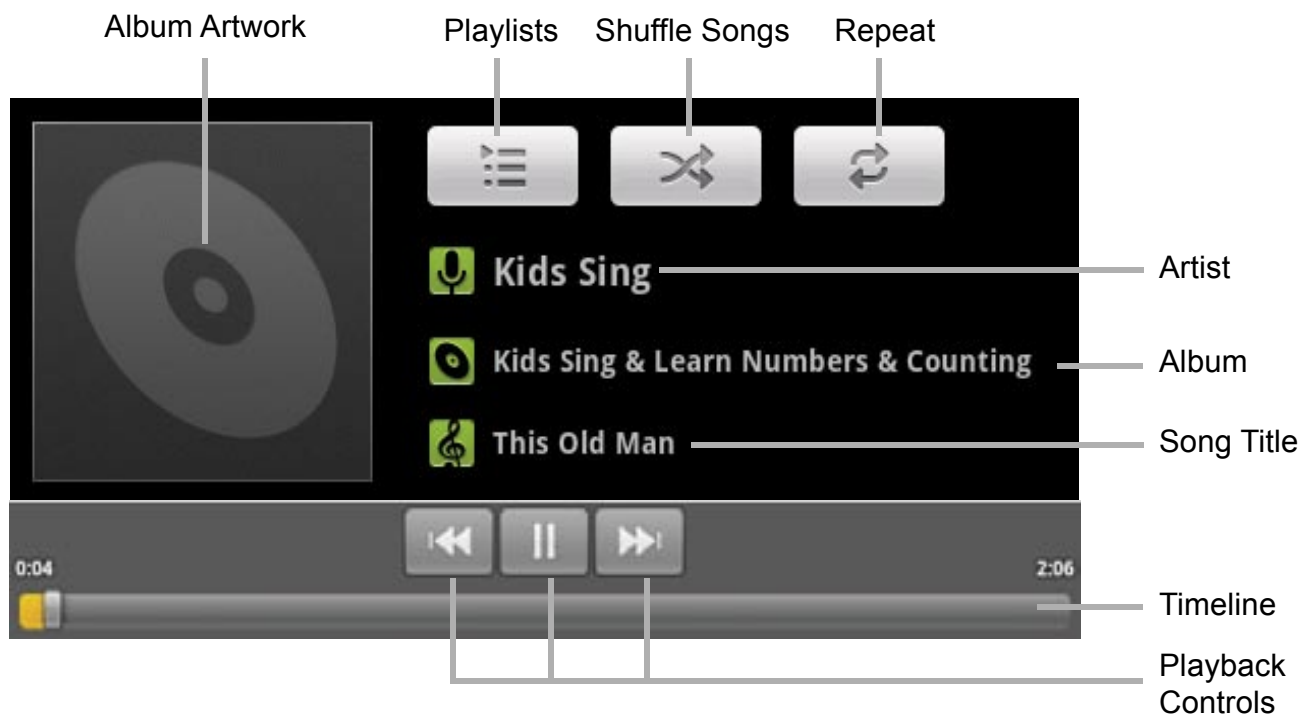 Album Artwork
Playlists
Shuffle Songs
Repeat
Kids Sing
Artist
Kids Sing & Learn Numbers & Counting
Album
This Old Man
Song Title
0:04
2:06
Timeline
Playback
Controls